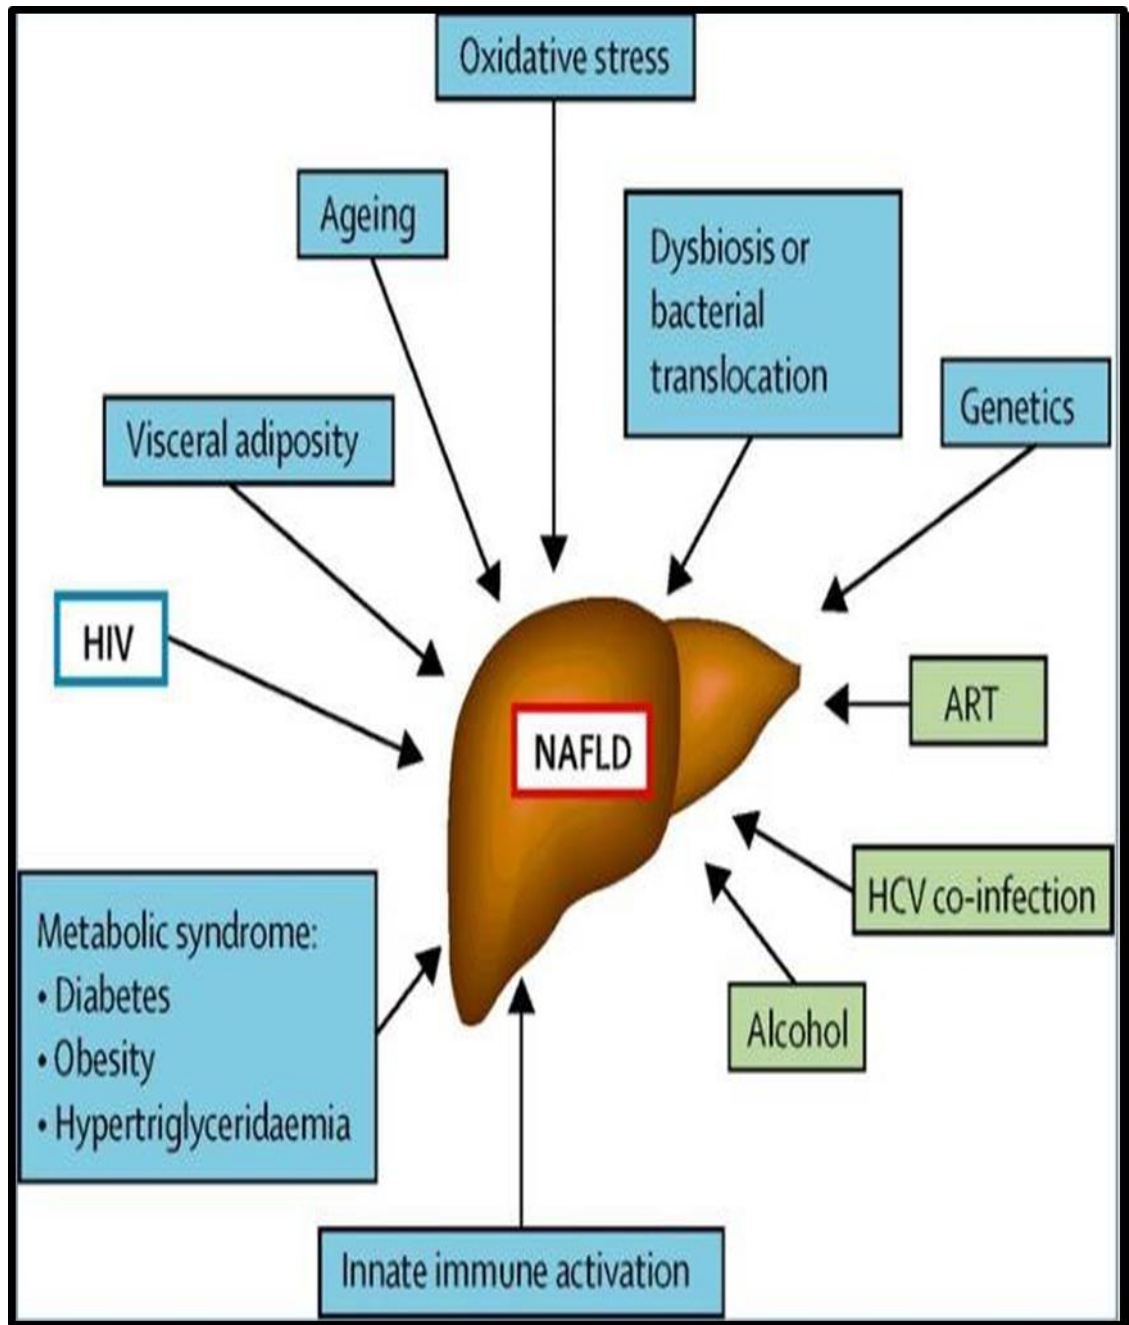 Oxidative stress
Ageing
Dysbiosis or
bacterial
translocation
Genetics
Visceral adiposity
HIV
ART
NAFLD
HCV co-infection
Metabolic syndrome:
• Diabetes
• Obesity
• Hypertriglyceridaemia
Alcohol
Innate immune activation